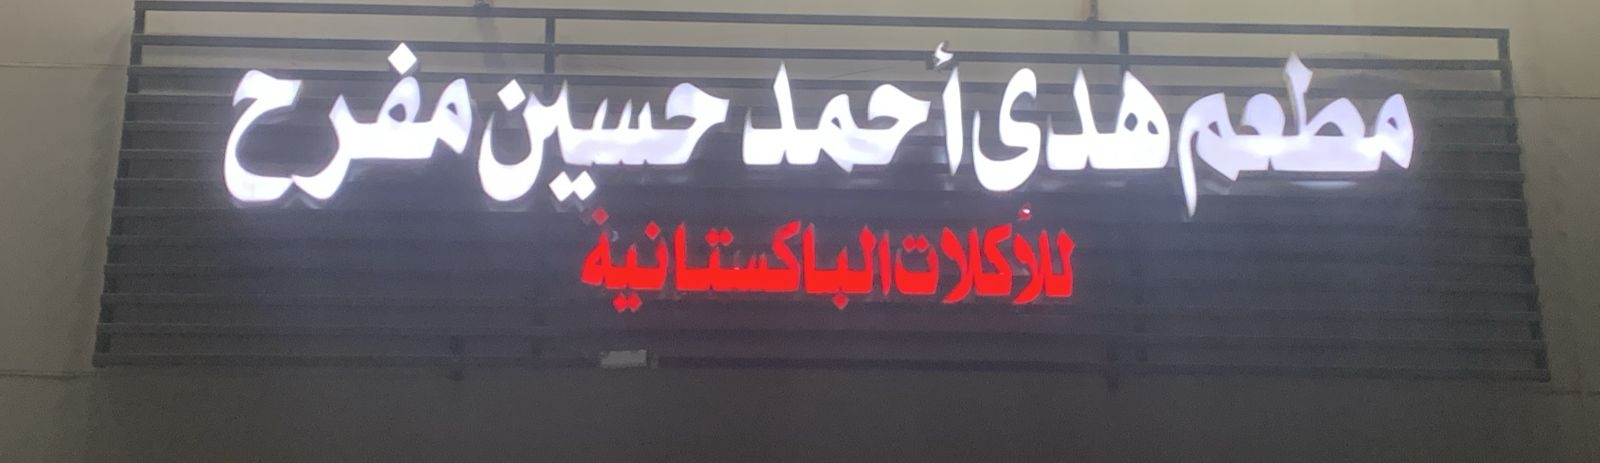 مطعم هدى أحمد حسين مفرح
للأكلات الباكستانية